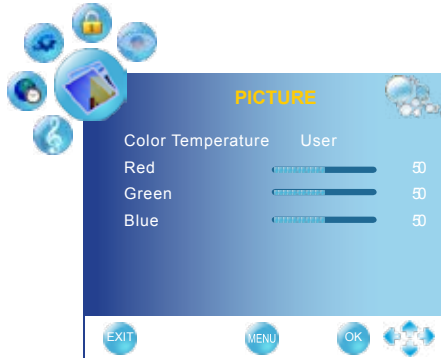 PICTURE
Color Temperature User
Red 50
Green 50
Blue 50
EXIT MENU OK